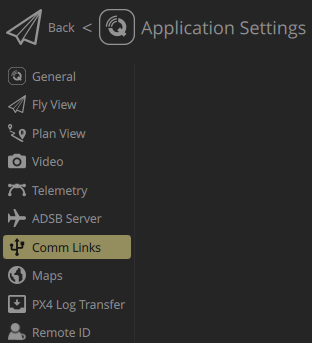 Back < Application Settings
General
Fly View
Plan View
Video
Telemetry
ADSB Server
Comm Links
Maps
PX4 Log Transfer
Remote ID